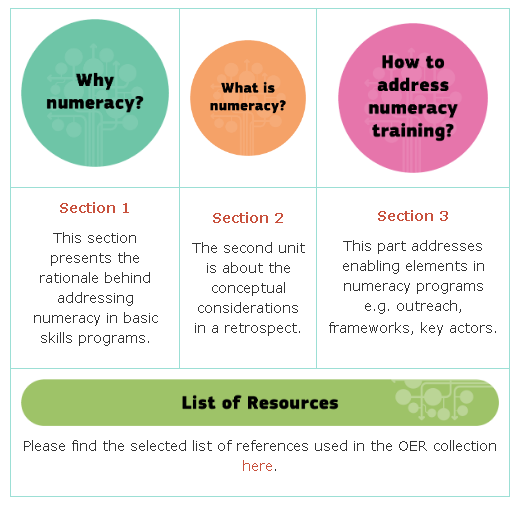 Why
numeracy?
What is
numeracy?
How to
address
numeracy
training?
Section 1
This section
presents the
rationale behind
addressing
numeracy in basic
skills programs.
Section 2
The second unit
is about the
conceptual
considerations
in a retrospect.
Section 3
This part addresses
enabling elements in
numeracy programs
e.g. outreach,
frameworks, key actors.
List of Resources
Please find the selected list of references used in the OER collection
here.